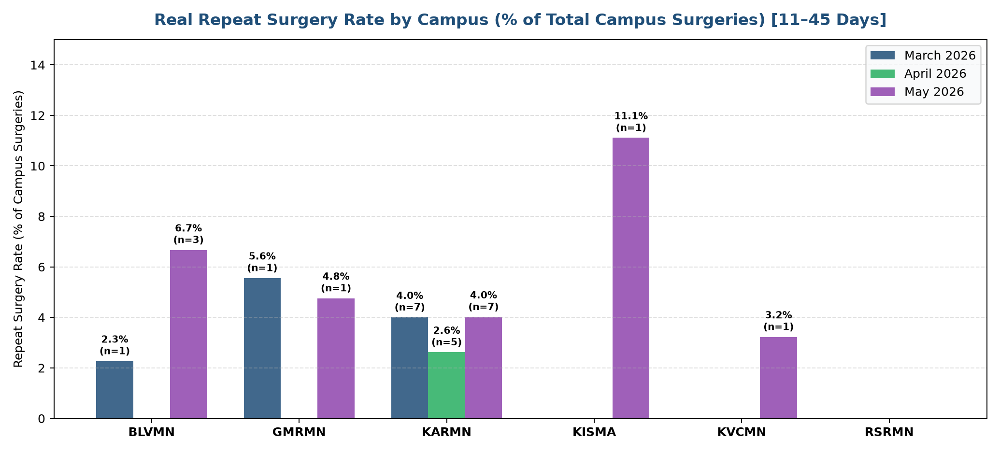 Real Repeat Surgery Rate by Campus (% of Total Campus Surgeries) [11–45 Days]
Repeat Surgery Rate (% of Campus Surgeries)
14
12
10
8
6
4
2
0
March 2026
April 2026
May 2026
2.3%
(n=1)
6.7%
(n=3)
5.6%
(n=1)
4.8%
(n=1)
4.0%
(n=7)
2.6%
(n=5)
4.0%
(n=7)
11.1%
(n=1)
3.2%
(n=1)
BLVMN
GMRMN
KARMN
KISMA
KVCMN
RSRMN